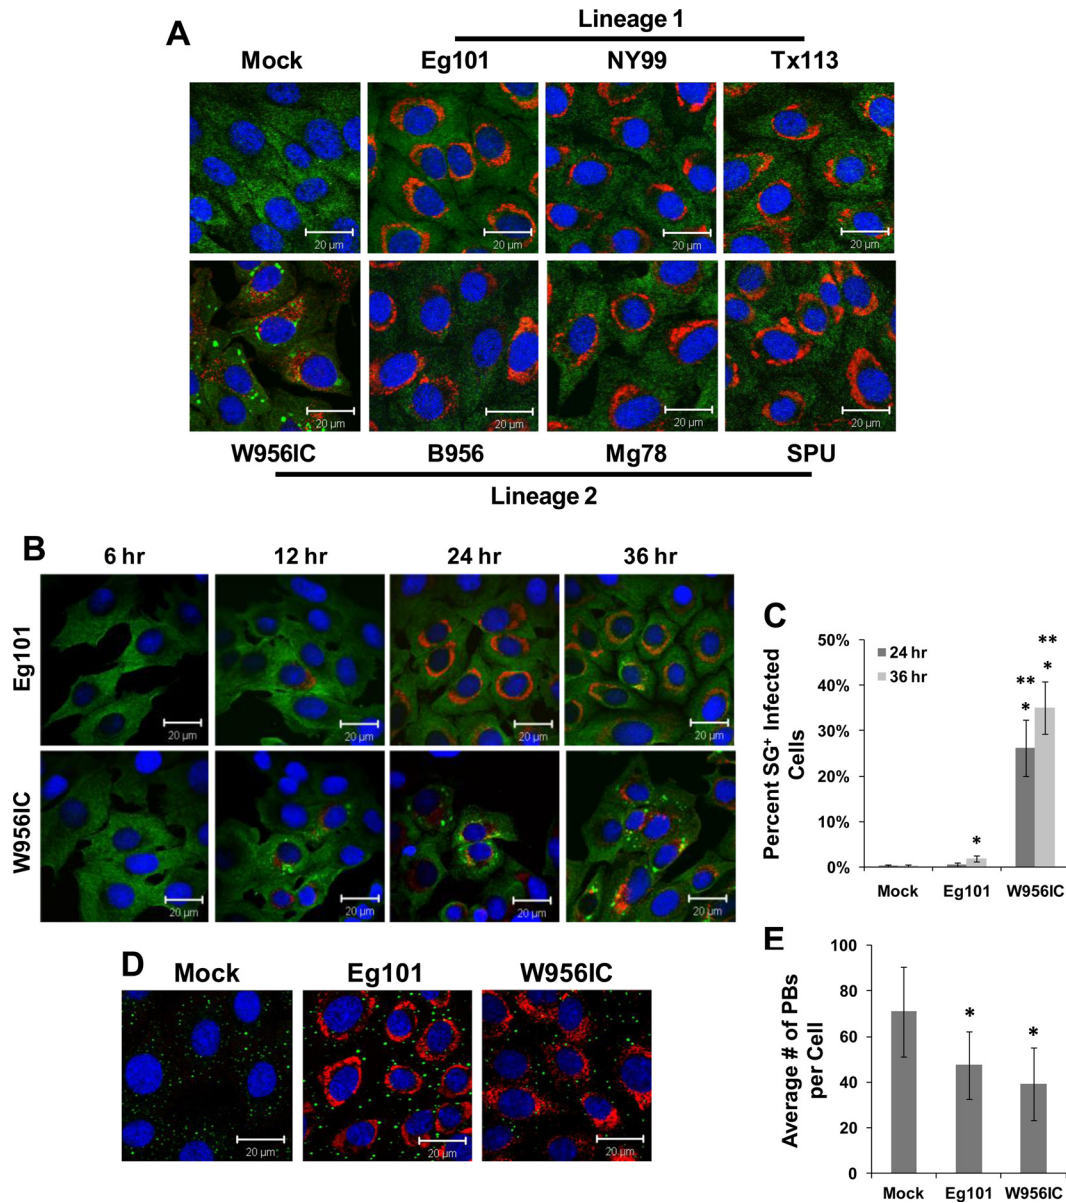 A
Lineage 1
Mock Eg101 NY99 Tx113
20 µm 20 µm 20 µm 20 µm
20 µm 20 µm 20 µm 20 µm
W956IC B956 Mg78 SPU
Lineage 2
B
6 hr 12 hr 24 hr 36 hr
Eg101
20 µm 20 µm 20 µm 20 µm
W956IC
20 µm 20 µm 20 µm 20 µm
C
Percent SG⁺ Infected
Cells
50%
40%
30%
20%
10%
0%
24 hr
36 hr
*
**
*
**
*
Mock Eg101 W956IC
D
Mock Eg101 W956IC
20 µm 20 µm 20 µm
E
Average # of PBs
per Cell
100
80
60
40
20
0
* *
Mock Eg101 W956IC